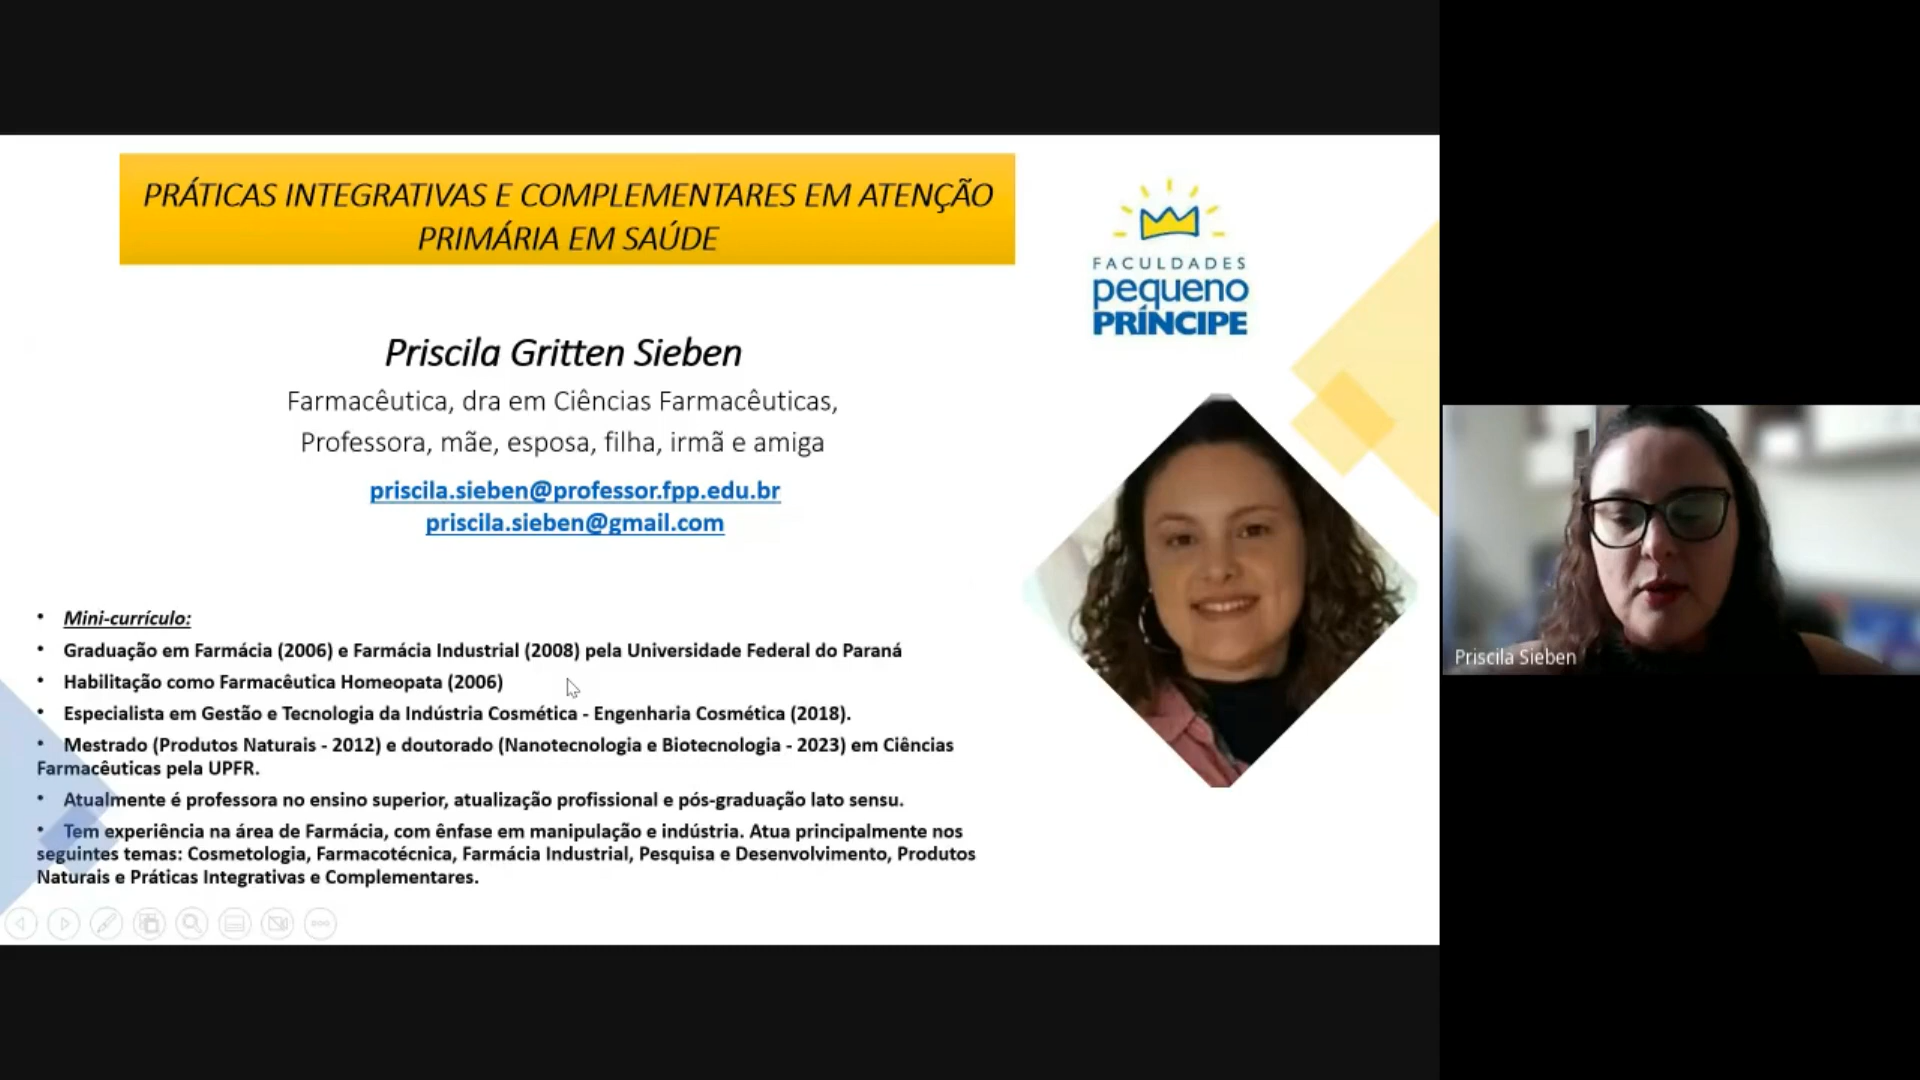 PRÁTICAS INTEGRATIVAS E COMPLEMENTARES EM ATENÇÃO
PRIMÁRIA EM SAÚDE
FACULDADES
pequeno
PRÍNCIPE
Priscila Gritten Sieben
Farmacêutica, dra em Ciências Farmacêuticas,
Professora, mãe, esposa, filha, irmã e amiga
priscila.sieben@professor.fpp.edu.br
priscila.sieben@gmail.com
• Mini-currículo:
• Graduação em Farmácia (2006) e Farmácia Industrial (2008) pela Universidade Federal do Paraná
• Habilitação como Farmacêutica Homeopata (2006)
• Especialista em Gestão e Tecnologia da Indústria Cosmética - Engenharia Cosmética (2018).
• Mestrado (Produtos Naturais - 2012) e doutorado (Nanotecnologia e Biotecnologia - 2023) em Ciências
Farmacêuticas pela UPFR.
• Atualmente é professora no ensino superior, atualização profissional e pós-graduação lato sensu.
• Tem experiência na área de Farmácia, com ênfase em manipulação e indústria. Atua principalmente nos
seguintes temas: Cosmetologia, Farmacotécnica, Farmácia Industrial, Pesquisa e Desenvolvimento, Produtos
Naturais e Práticas Integrativas e Complementares.
Priscila Sieben